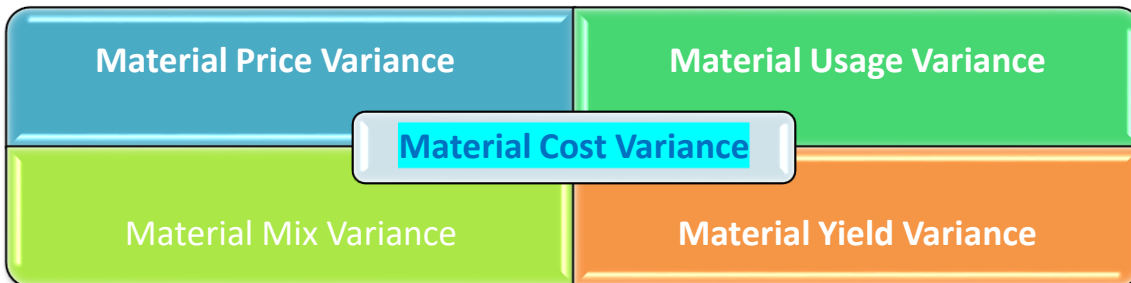 Material Price Variance
Material Usage Variance
Material Cost Variance
Material Mix Variance
Material Yield Variance